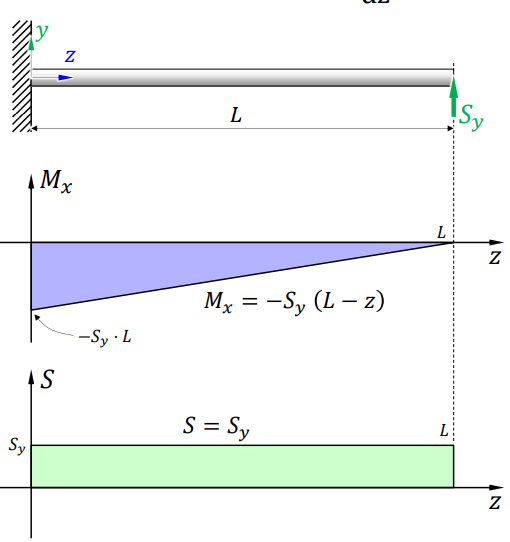 y
z
L
S_y
M_x
L
z
M_x = −S_y (L − z)
−S_y · L
S
S = S_y
L
S_y
z